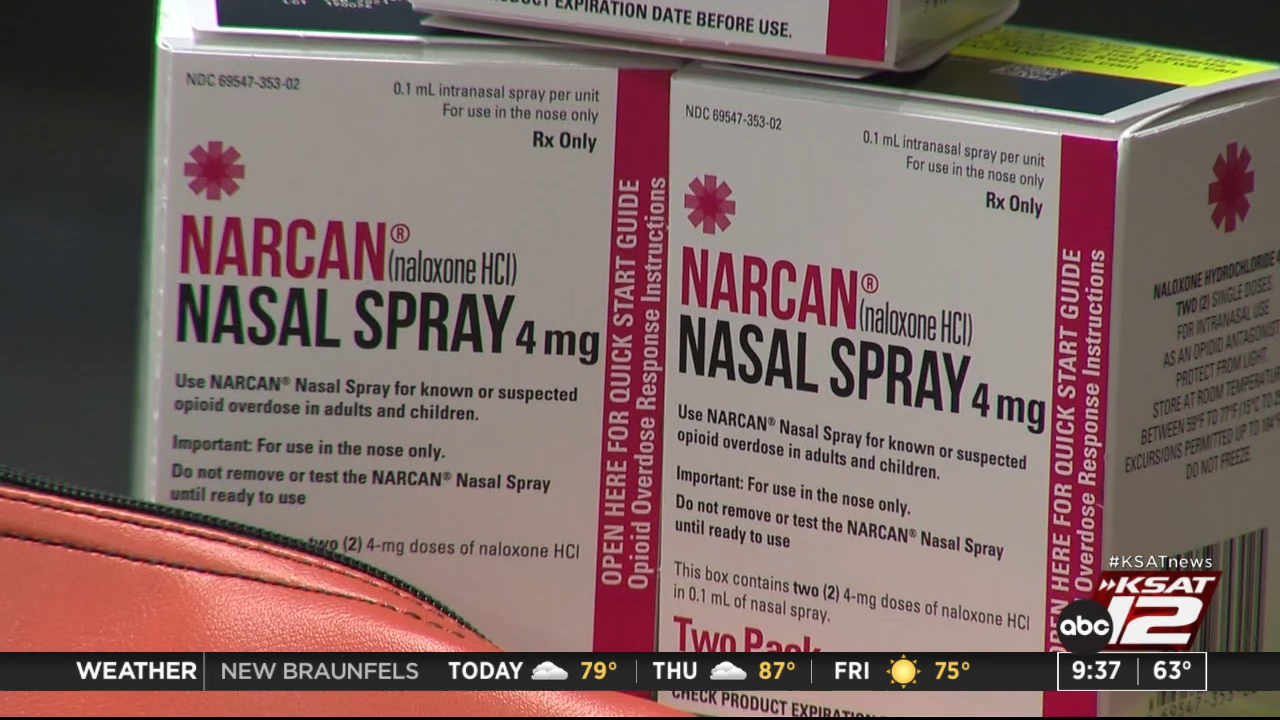 PRODUCT EXPIRATION DATE BEFORE USE.
NDC 69547-353-02
0.1 mL intranasal spray per unit
For use in the nose only
Rx Only
NARCAN®
(naloxone HCl)
NASAL SPRAY 4 mg
Use NARCAN® Nasal Spray for known or suspected
opioid overdose in adults and children.
Important: For use in the nose only.
Do not remove or test the NARCAN® Nasal Spray
until ready to use
two (2) 4-mg doses of naloxone HCl
OPEN HERE FOR QUICK START GUIDE
Opioid Overdose Response Instructions
NDC 69547-353-02
0.1 mL intranasal spray per unit
For use in the nose only
Rx Only
NARCAN®
(naloxone HCl)
NASAL SPRAY 4 mg
Use NARCAN® Nasal Spray for known or suspected
opioid overdose in adults and children.
Important: For use in the nose only.
Do not remove or test the NARCAN® Nasal Spray
until ready to use
This box contains two (2) 4-mg doses of naloxone HCl
in 0.1 mL of nasal spray.
Two Pack
CHECK PRODUCT EXPIRATION
OPEN HERE FOR QUICK START GUIDE
Overdose Response Instructions
NALOXONE HYDROCHLORIDE
TWO (2) SINGLE DOSES
FOR INTRANASAL USE
AS AN OPIOID ANTAGONIST
PROTECT FROM LIGHT.
STORE AT ROOM TEMPERATURE
BETWEEN 59°F TO 77°F (15°C TO
EXCURSIONS PERMITTED UP TO 104°F
DO NOT FREEZE
#KSATnews
KSAT
abc 12
WEATHER NEW BRAUNFELS TODAY 79° THU 87° FRI 75° 9:37 63°